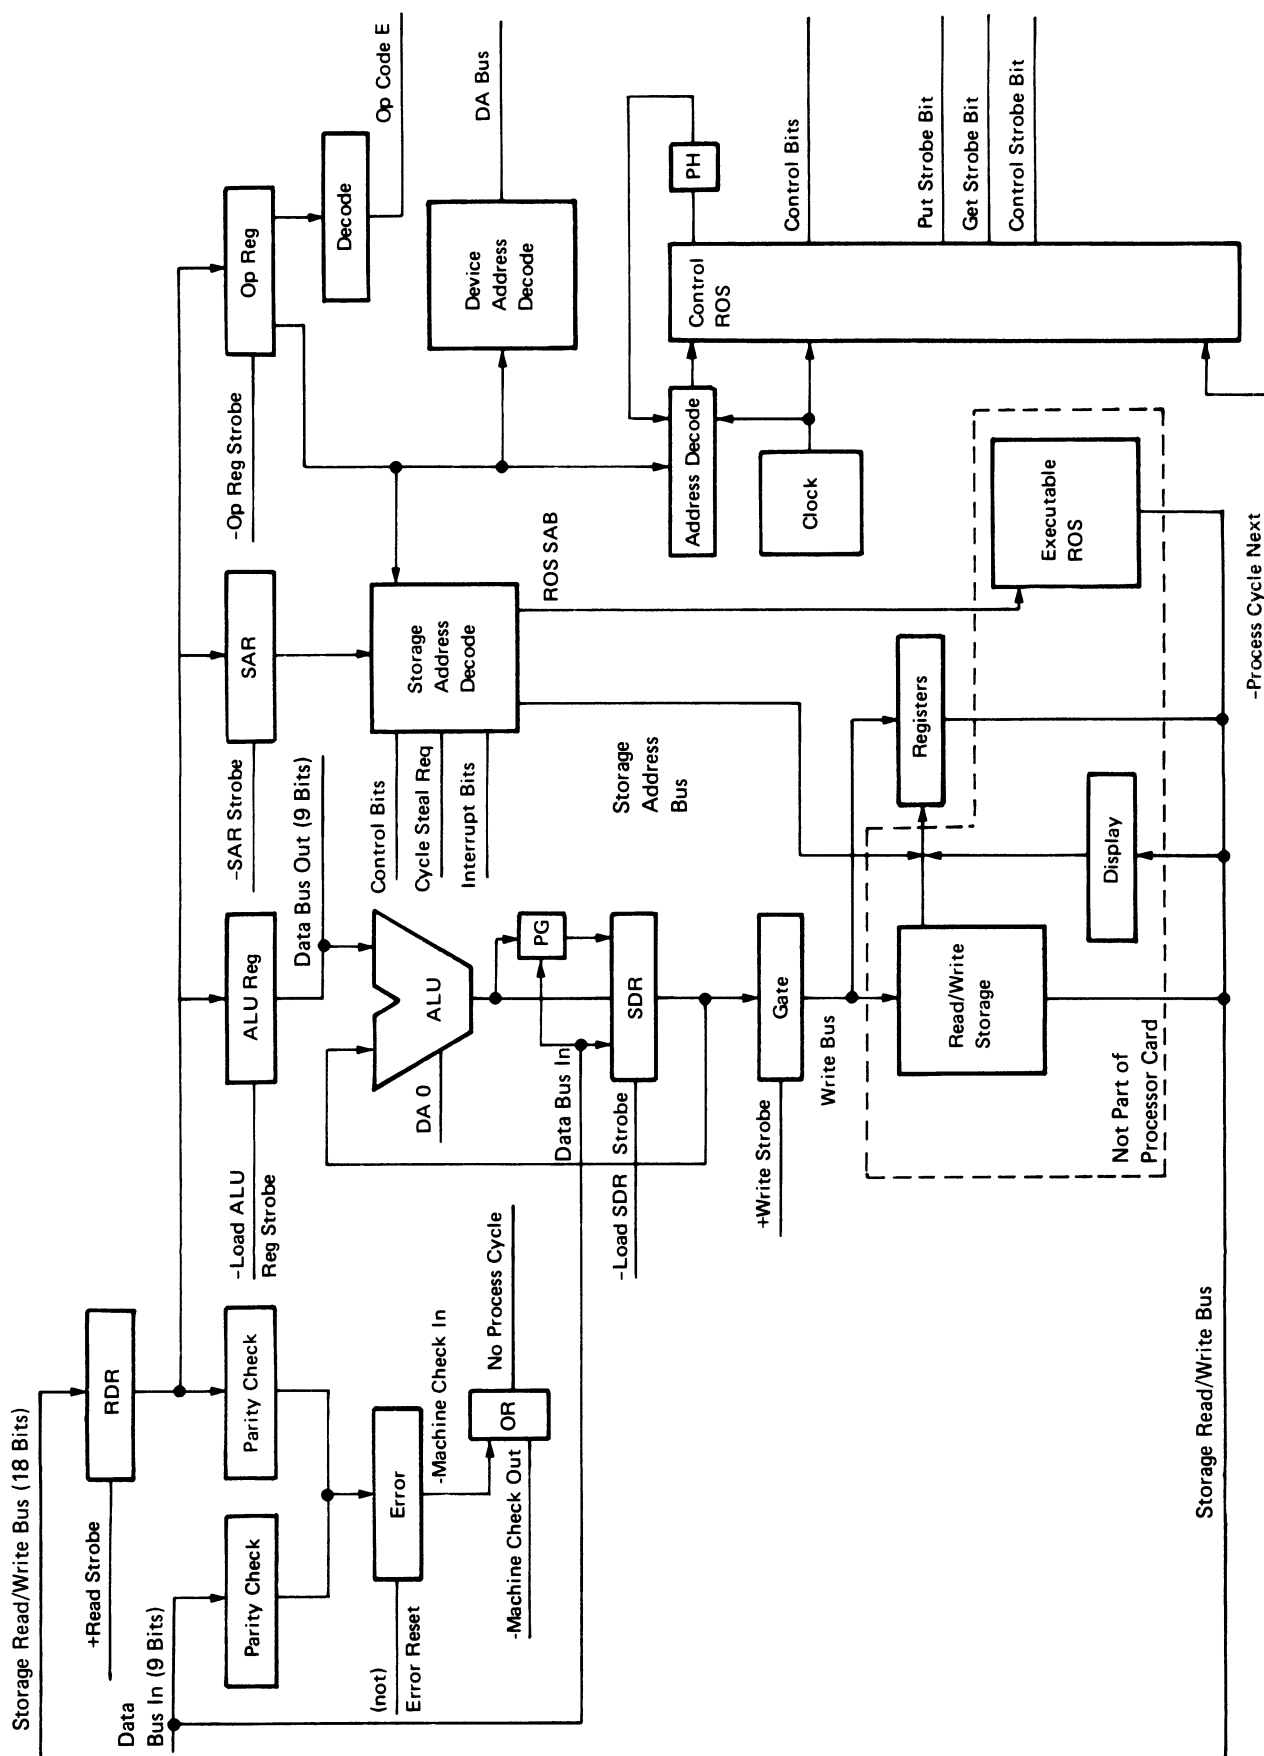 Storage Read/Write Bus (18 Bits)
+Read Strobe
RDR
Data
Bus In (9 Bits)
Parity Check
Parity Check
-Load ALU
Reg Strobe
ALU Reg
-SAR Strobe
SAR
-Op Reg Strobe
Op Reg
Data Bus Out (9 Bits)
Decode
Op Code E
(not)
Error Reset
Error
-Machine Check In
DA 0
ALU
Control Bits
Cycle Steal Req
Interrupt Bits
Storage
Address
Decode
Device
Address
Decode
DA Bus
-Machine Check Out
OR
No Process Cycle
Data Bus In
PG
ROS SAB
-Load SDR Strobe
SDR
Storage
Address
Bus
Address Decode
Control
ROS
PH
+Write Strobe
Gate
Clock
Control Bits
Write Bus
Read/Write
Storage
Registers
Put Strobe Bit
Get Strobe Bit
Control Strobe Bit
Executable
ROS
Not Part of
Processor Card
Display
Storage Read/Write Bus
-Process Cycle Next